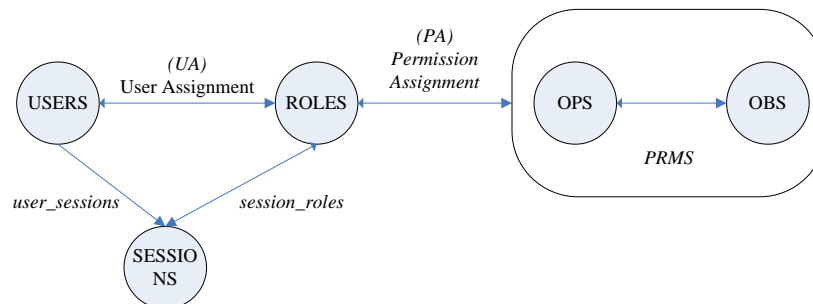 (UA)
User Assignment
(PA)
Permission
Assignment
USERS
ROLES
OPS
OBS
PRMS
user_sessions
session_roles
SESSIO
NS